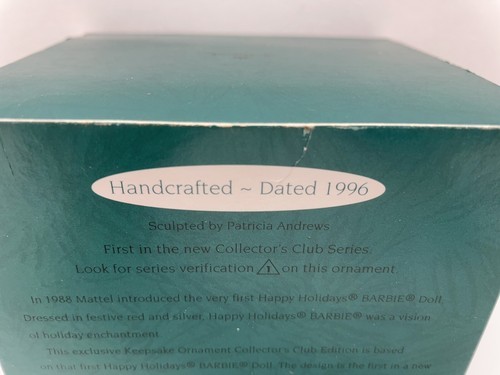 Handcrafted ~ Dated 1996
Sculpted by Patricia Andrews
First in the new Collector's Club Series.
Look for series verification ⚠ on this ornament.
In 1988 Mattel introduced the very first Happy Holidays® BARBIE® Doll.
Dressed in festive red and silver, Happy Holidays® BARBIE® was a vision
of holiday enchantment.
This exclusive Keepsake Ornament Collector's Club Edition is based
on that first Happy Holidays® BARBIE® Doll. The design is the first in a new